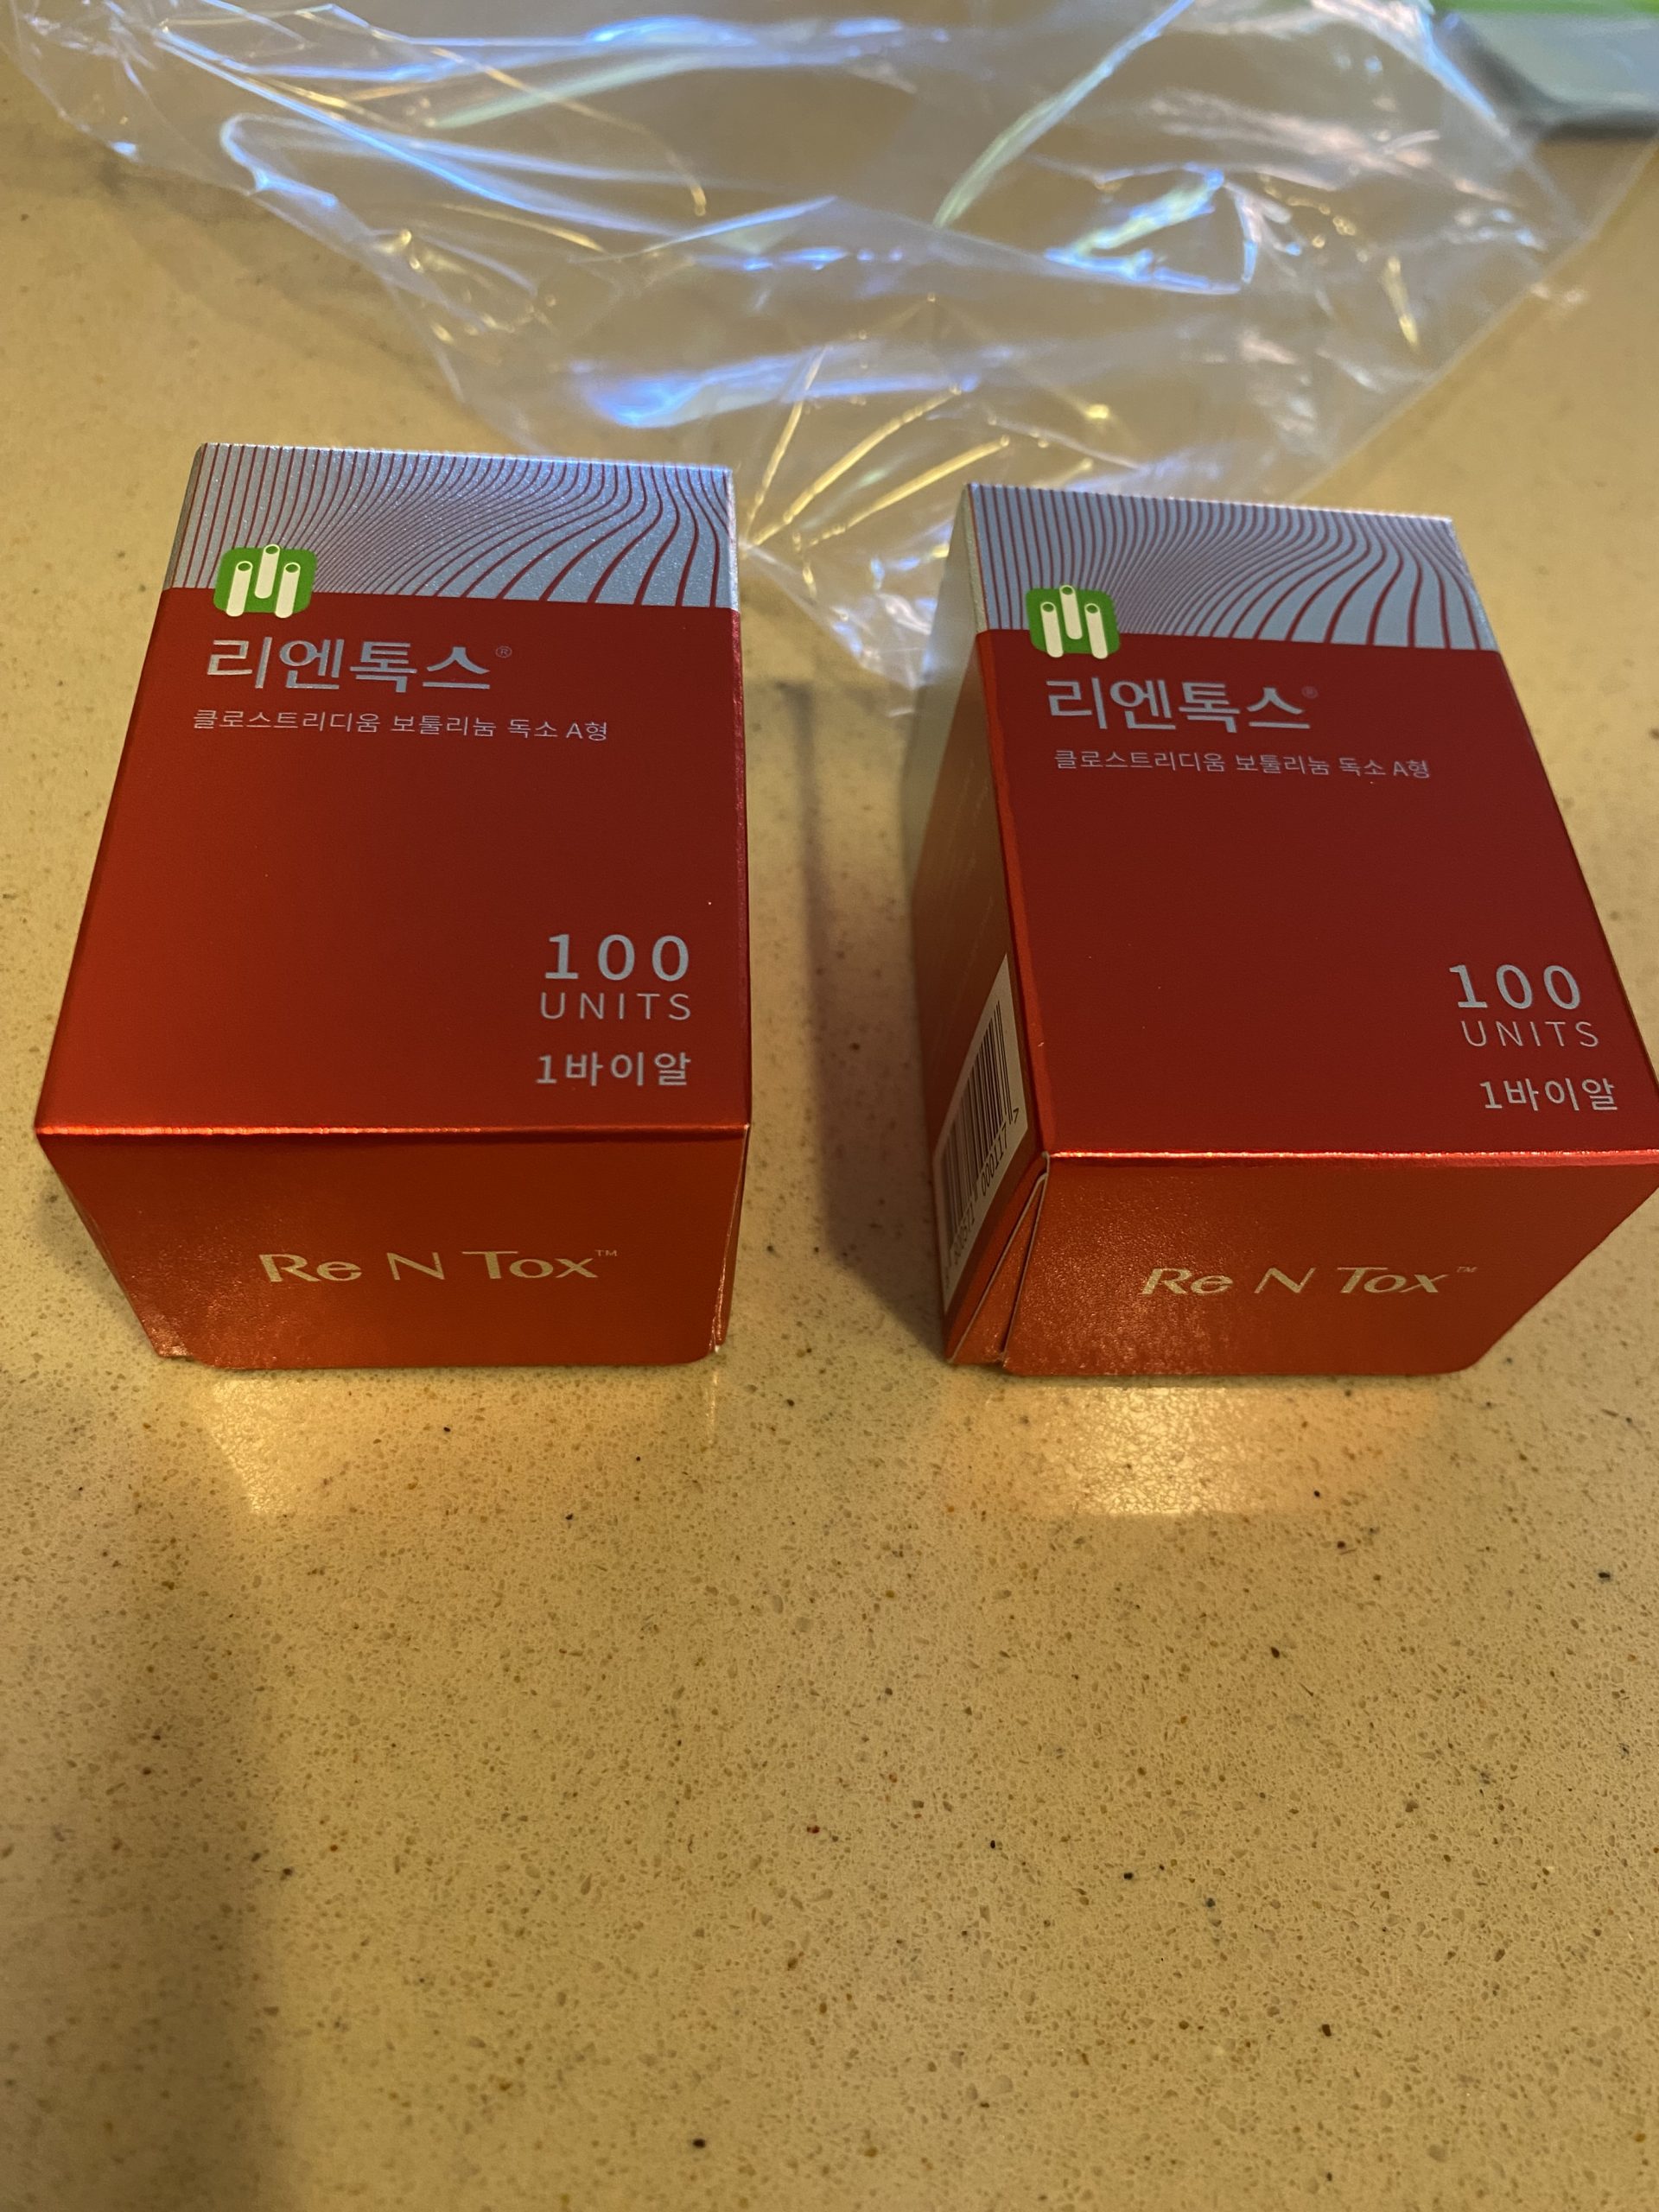 리엔톡스®
클로스트리디움 보툴리눔 독소 A형
100
UNITS
1바이알
Re N Tox™
리엔톡스®
클로스트리디움 보툴리눔 독소 A형
100
UNITS
1바이알
000117 >
Re N Tox™